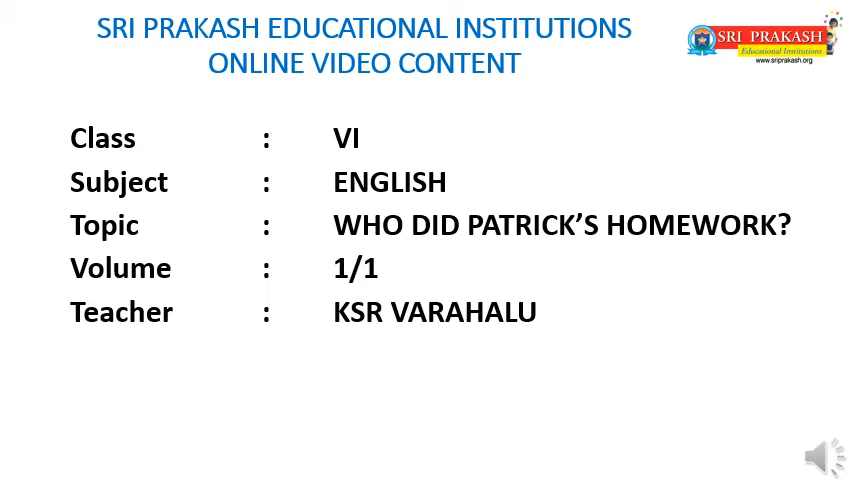 SRI PRAKASH EDUCATIONAL INSTITUTIONS
ONLINE VIDEO CONTENT
SRI PRAKASH
Educational Institutions
www.sriprakash.org
Class : VI
Subject : ENGLISH
Topic : WHO DID PATRICK’S HOMEWORK?
Volume : 1/1
Teacher : KSR VARAHALU